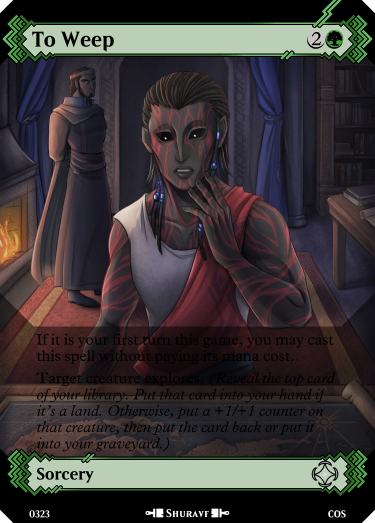 To Weep
2
If it is your first turn this game, you may cast
this spell without paying its mana cost.
Target creature explores. (Reveal the top card
of your library. Put that card into your hand if
it's a land. Otherwise, put a +1/+1 counter on
that creature, then put the card back or put it
into your graveyard.)
Sorcery
0323
SHURAYF
COS